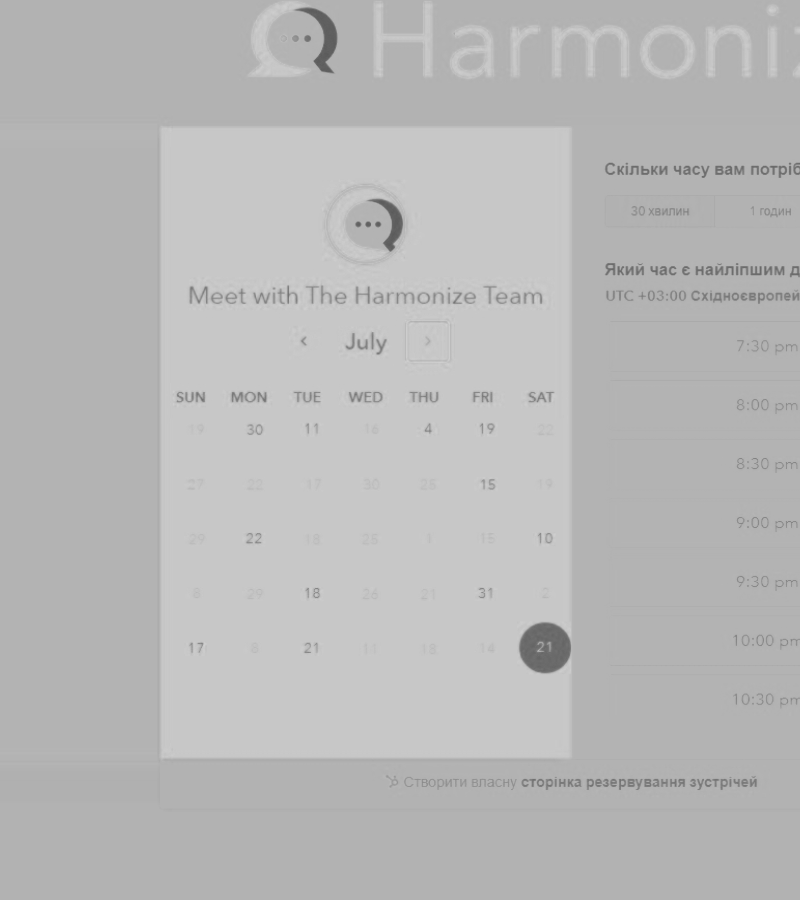 Harmoniz
Meet with The Harmonize Team
July
SUN MON TUE WED THU FRI SAT
19 30 11 16 4 19 22
27 22 17 30 25 15 19
29 22 18 25 1 15 10
8 29 18 26 21 31 2
17 8 21 11 18 14 21
Скільки часу вам потріб
30 хвилин
1 годин
Який час є найліпшим д
UTC +03:00 Східноєвропей
7:30 pm
8:00 pm
8:30 pm
9:00 pm
9:30 pm
10:00 pm
10:30 pm
Створити власну сторінка резервування зустрічей